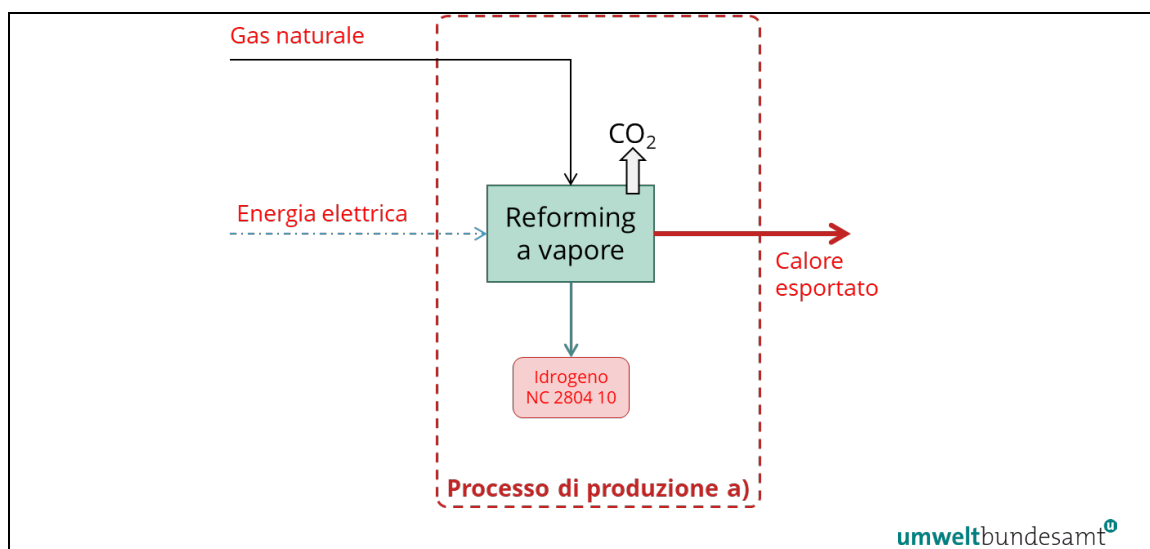 Gas naturale
CO₂
Energia elettrica
Reforming
a vapore
Calore
esportato
Idrogeno
NC 2804 10
Processo di produzione a)
umweltbundesamt
u